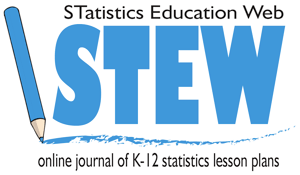 STatistics Education Web
STEW
online journal of K-12 statistics lesson plans